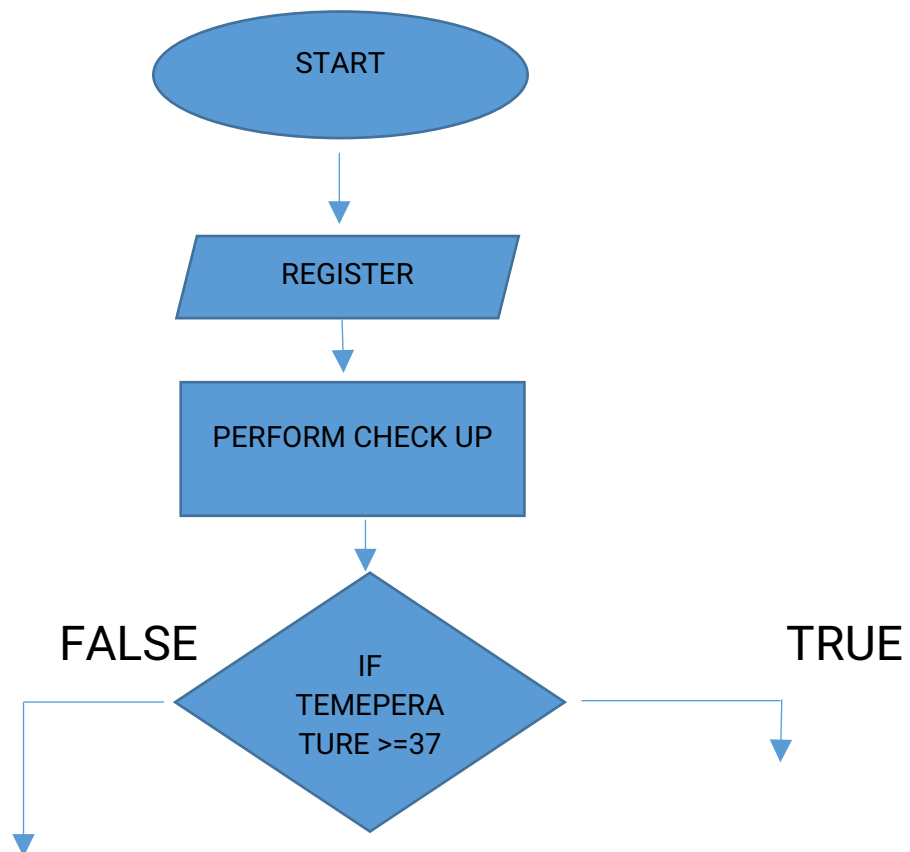 START
REGISTER
PERFORM CHECK UP
FALSE
TRUE
IF
TEMEPERA
TURE >=37